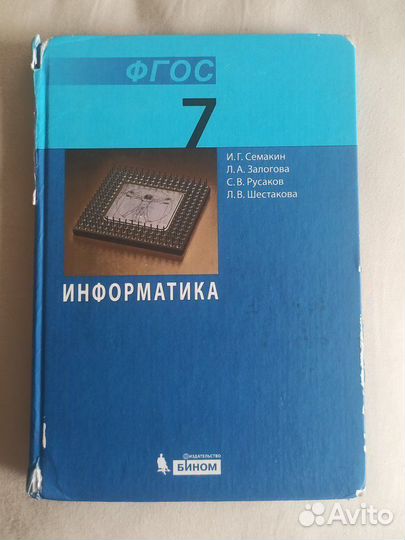 ФГОС
7
И. Г. Семакин
Л. А. Залогова
С. В. Русаков
Л. В. Шестакова
ИНФОРМАТИКА
ИЗДАТЕЛЬСТВО
БИНОМ
Avito